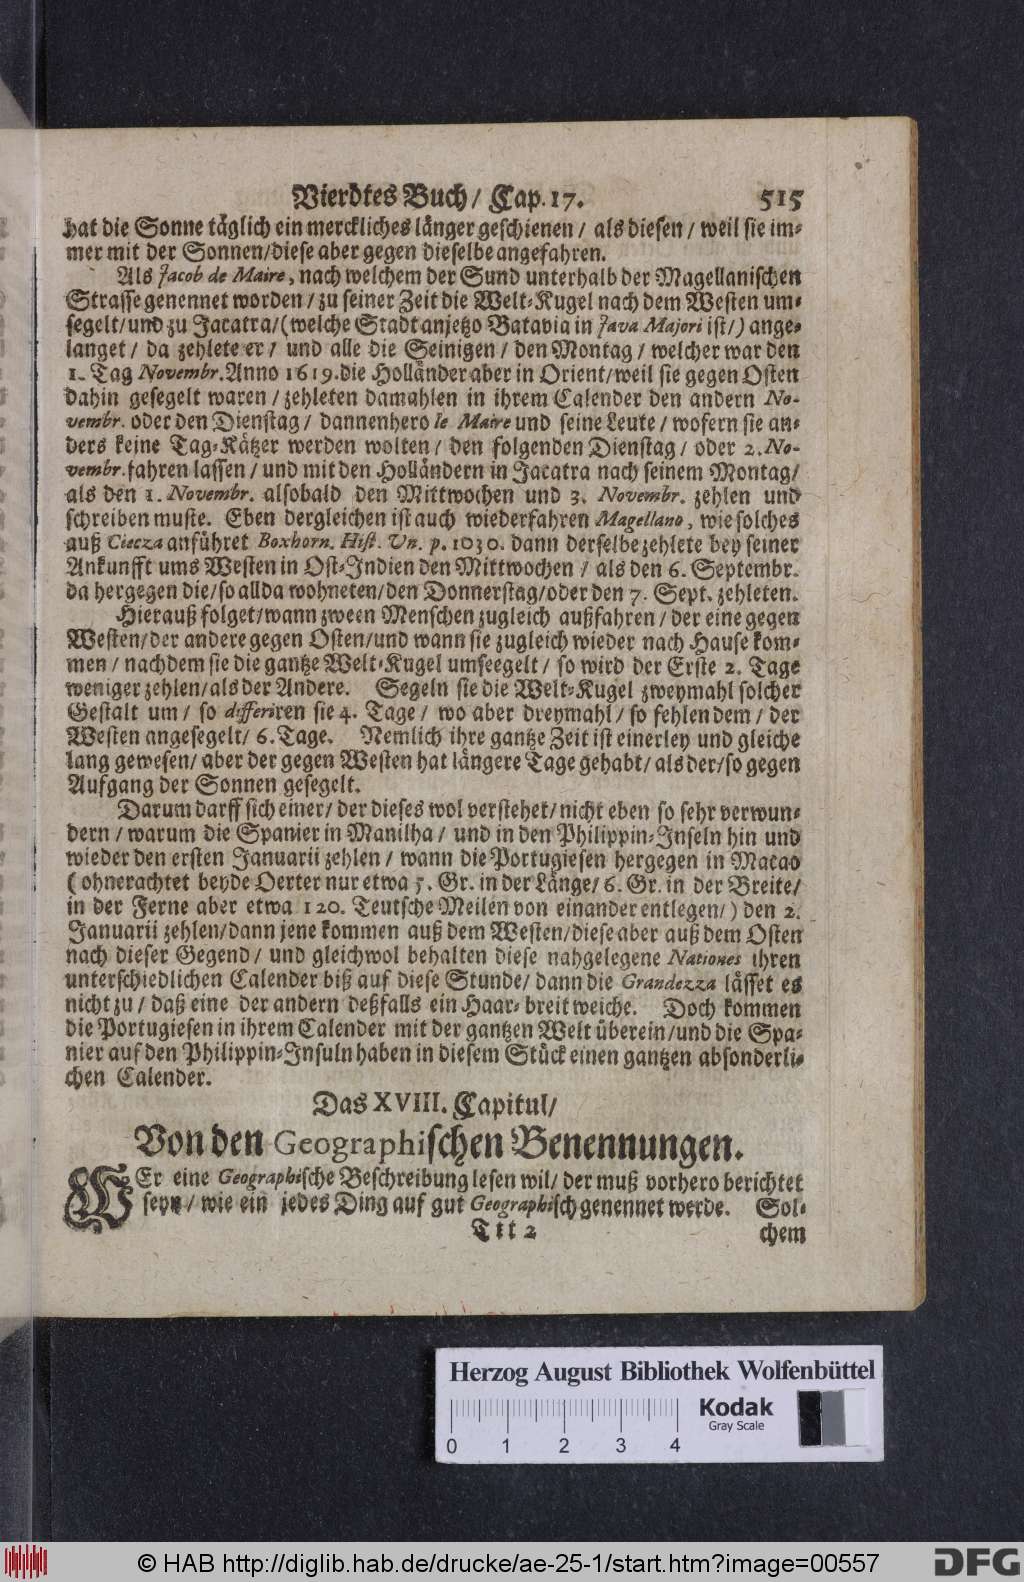 Vierdtes Buch/ Cap. 17. 515
hat die Sonne täglich ein merckliches länger geschienen / als diesen / weil sie im-
mer mit der Sonnen/diese aber gegen dieselbe angefahren.
Als Jacob de Maire, nach welchem der Sund unterhalb der Magellanischen
Strasse genennet worden / zu seiner Zeit die Welt-Kugel nach dem Westen um-
segelt/und zu Jacatra/(welche Stadt anjetzo Batavia in Java Majori ist/) ange-
langet / da zehlete er / und alle die Seinigen / den Montag / welcher war den
1. Tag Novembr. Anno 1619. die Holländer aber in Orient/weil sie gegen Osten
dahin gesegelt waren / zehleten damahlen in ihrem Calender den andern No-
vembr. oder den Dienstag / dannenhero le Maire und seine Leute / wofern sie an-
ders keine Tag-Kätzer werden wolten / den folgenden Dienstag / oder 2. No-
vembr. fahren lassen / und mit den Holländern in Jacatra nach seinem Montag/
als den 1. Novembr. alsobald den Mittwochen und 3. Novembr. zehlen und
schreiben muste. Eben dergleichen ist auch wiederfahren Magellano, wie solches
auß Ciecza anführet Boxhorn. Hist. Un. p. 1030. dann derselbe zehlete bey seiner
Ankunfft ums Westen in Ost-Indien den Mittwochen / als den 6. Septembr.
da hergegen die/so allda wohneten/den Donnerstag/oder den 7. Sept. zehleten.
Hierauß folget/wann zween Menschen zugleich außfahren / der eine gegen
Westen/der andere gegen Osten/und wann sie zugleich wieder nach Hause kom-
men / nachdem sie die gantze Welt-Kugel umseegelt / so wird der Erste 2. Tage
weniger zehlen/als der Andere. Segeln sie die Welt-Kugel zweymahl solcher
Gestalt um / so differiren sie 4. Tage / wo aber dreymahl / so fehlen dem / der
Westen angesegelt/ 6. Tage. Nemlich ihre gantze Zeit ist einerley und gleiche
lang gewesen/ aber der gegen Westen hat längere Tage gehabt/ als der/so gegen
Aufgang der Sonnen gesegelt.
Darum darff sich einer/ der dieses wol verstehet/ nicht eben so sehr verwun-
dern / warum die Spanier in Manilha / und in den Philippin-Inseln hin und
wieder den ersten Januarii zehlen / wann die Portugiesen hergegen in Macao
( ohnerachtet beyde Oerter nur etwa 5. Gr. in der Länge/ 6. Gr. in der Breite/
in der Ferne aber etwa 120. Teutsche Meilen von einander entlegen/) den 2.
Januarii zehlen/dann jene kommen auß dem Westen/diese aber auß dem Osten
nach dieser Gegend / und gleichwol behalten diese nahgelegene Nationes ihren
unterschiedlichen Calender biß auf diese Stunde/ dann die Grandezza lässet es
nicht zu / daß eine der andern deßfalls ein Haar-breit weiche. Doch kommen
die Portugiesen in ihrem Calender mit der gantzen Welt überein/und die Spa-
nier auf den Philippin-Insuln haben in diesem Stück einen gantzen absonderli-
chen Calender.
Das XVIII. Capitul/
Von den Geographischen Benennungen.
WEr eine Geographische Beschreibung lesen wil/ der muß vorhero berichtet
seyn / wie ein jedes Ding auf gut Geographisch genennet werde. Sol-
Ttt 2 chem
Herzog August Bibliothek Wolfenbüttel
Kodak
Gray Scale
0 1 2 3 4
© HAB http://diglib.hab.de/drucke/ae-25-1/start.htm?image=00557 DFG